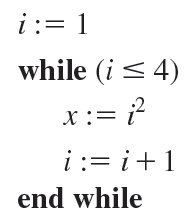 i := 1
while (i ≤ 4)
x := i²
i := i + 1
end while